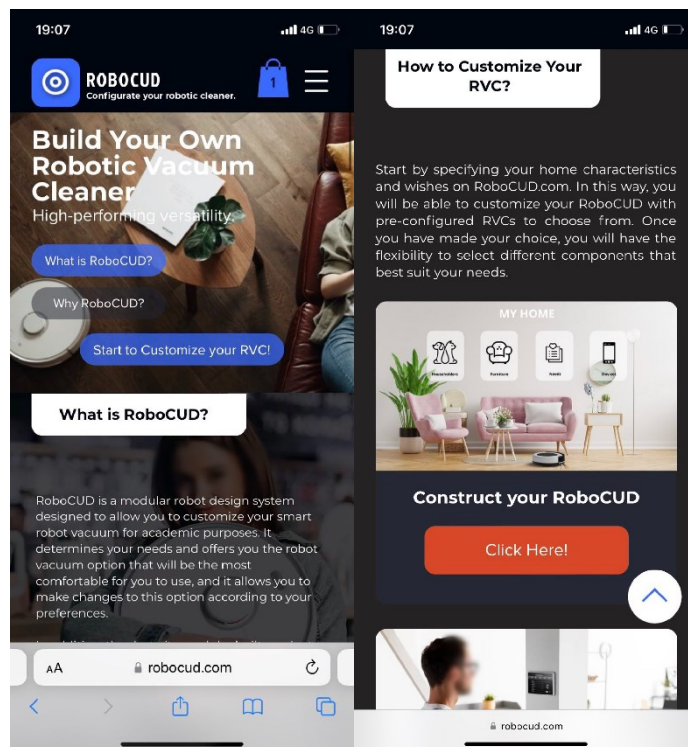 19:07
4G
ROBOCUD
Configurate your robotic cleaner.
1
Build Your Own
Robotic Vacuum
Cleaner
High-performing versatility.
What is RoboCUD?
Why RoboCUD?
Start to Customize your RVC!
What is RoboCUD?
RoboCUD is a modular robot design system
designed to allow you to customize your smart
robot vacuum for academic purposes. It
determines your needs and offers you the robot
vacuum option that will be the most
comfortable for you to use, and it allows you to
make changes to this option according to your
preferences.
AA
robocud.com
19:07
4G
How to Customize Your
RVC?
Start by specifying your home characteristics
and wishes on RoboCUD.com. In this way, you
will be able to customize your RoboCUD with
pre-configured RVCs to choose from. Once
you have made your choice, you will have the
flexibility to select different components that
best suit your needs.
MY HOME
Furniture
Needs
Devices
Construct your RoboCUD
Click Here!
robocud.com